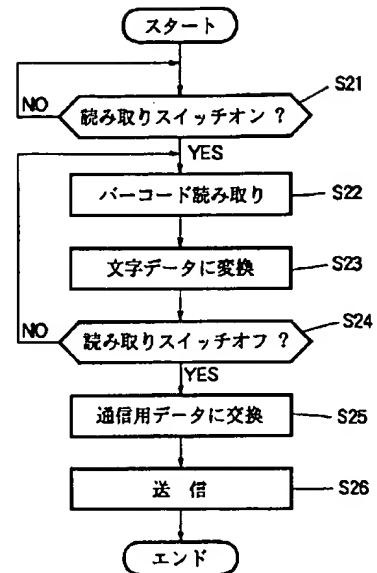 スタート
S21
NO
読み取りスイッチオン ?
YES
バーコード読み取り
S22
文字データに変換
S23
S24
NO
読み取りスイッチオフ ?
YES
通信用データに交換
S25
送 信
S26
エンド